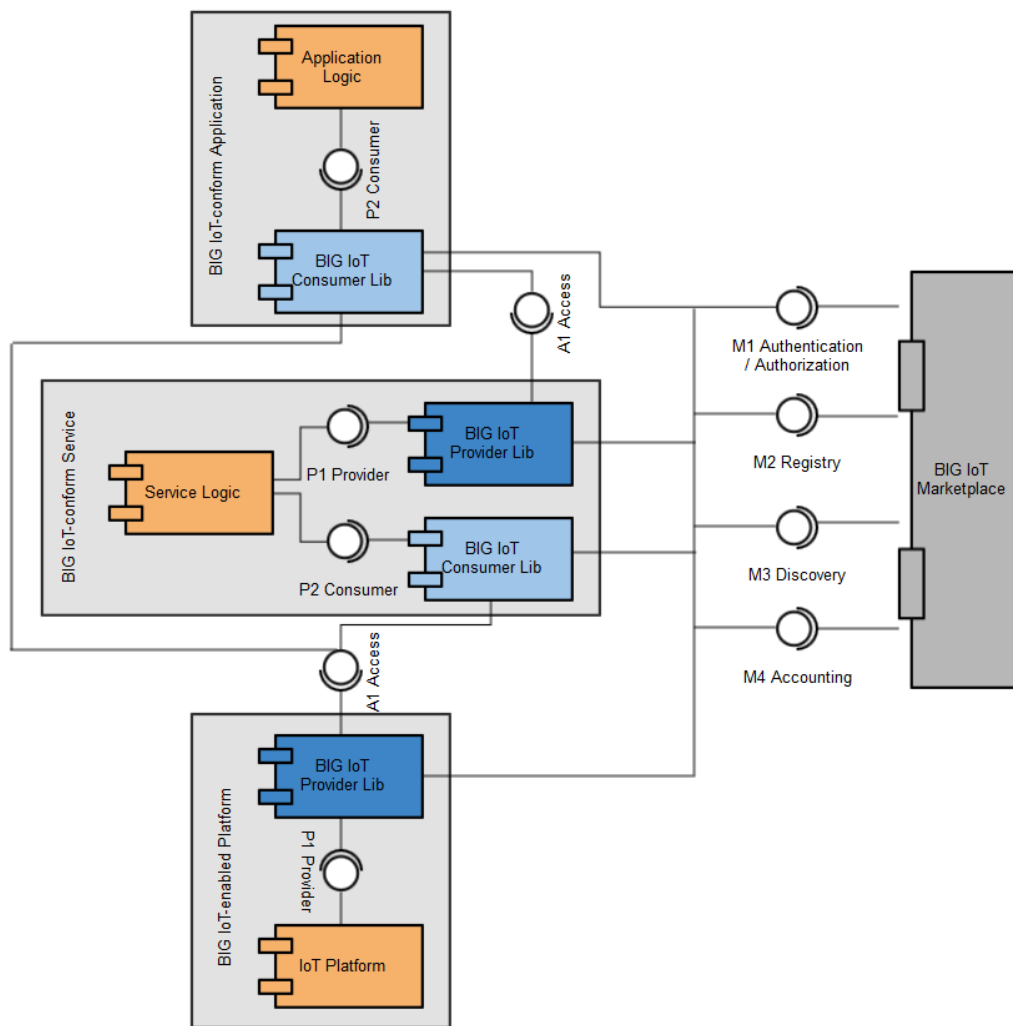 Application
Logic
BIG IoT-conform Application
P2 Consumer
BIG IoT
Consumer Lib
A1 Access
M1 Authentication
/ Authorization
BIG IoT-conform Service
BIG IoT
Provider Lib
P1 Provider
M2 Registry
BIG IoT
Marketplace
Service Logic
BIG IoT
Consumer Lib
P2 Consumer
M3 Discovery
A1 Access
M4 Accounting
BIG IoT-enabled Platform
BIG IoT
Provider Lib
P1 Provider
IoT Platform